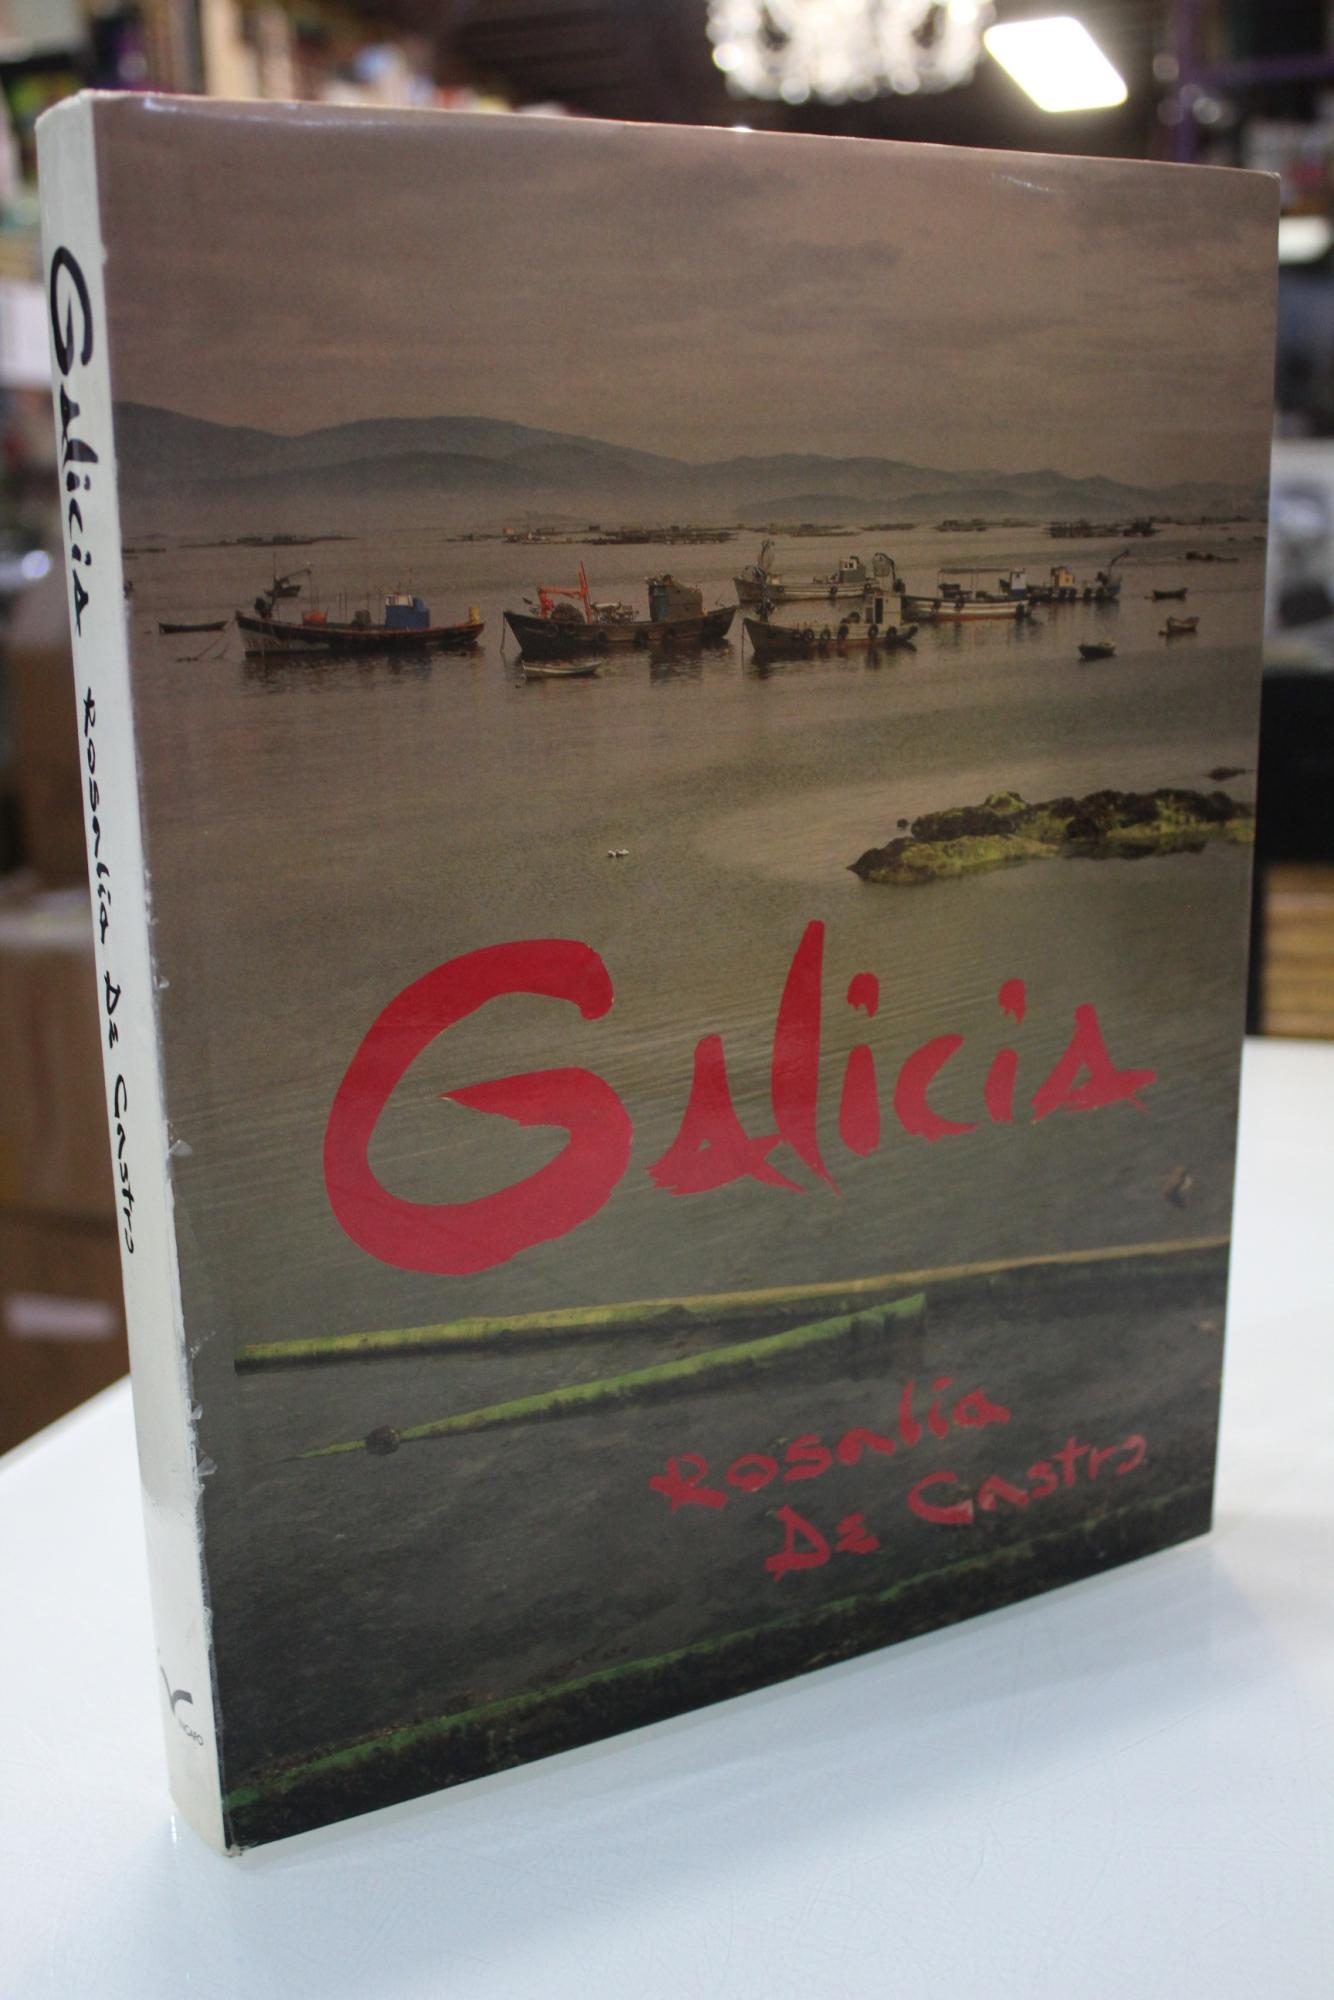 Galicia Rosalía De Castro
Galicia
Rosalía
De Castro